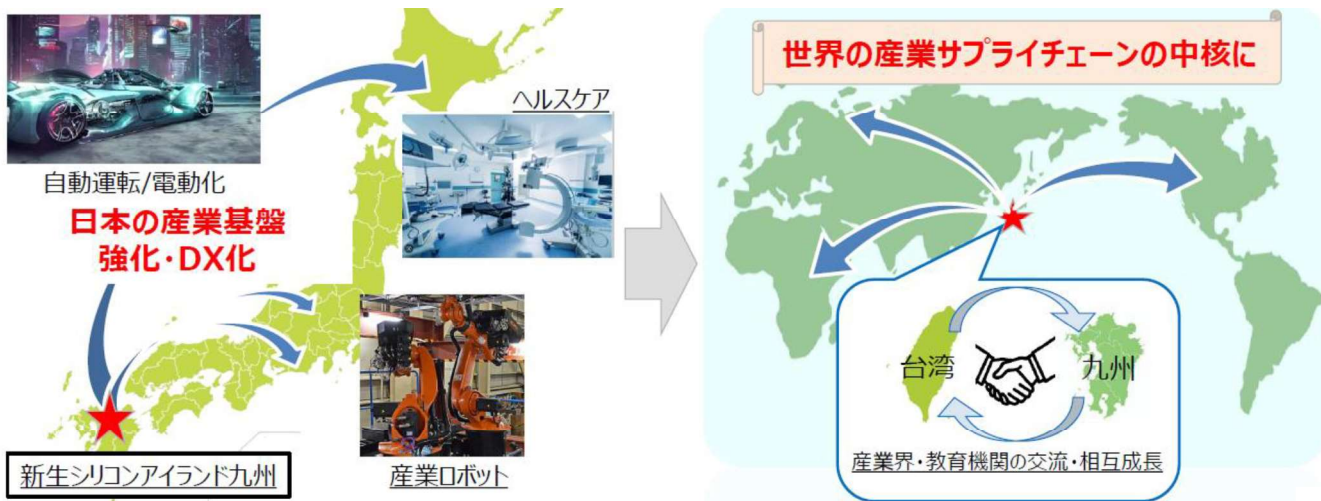 ヘルスケア
自動運転/電動化
日本の産業基盤
強化・DX化
新生シリコンアイランド九州
産業ロボット
世界の産業サプライチェーンの中核に
台湾
九州
産業界・教育機関の交流・相互成長